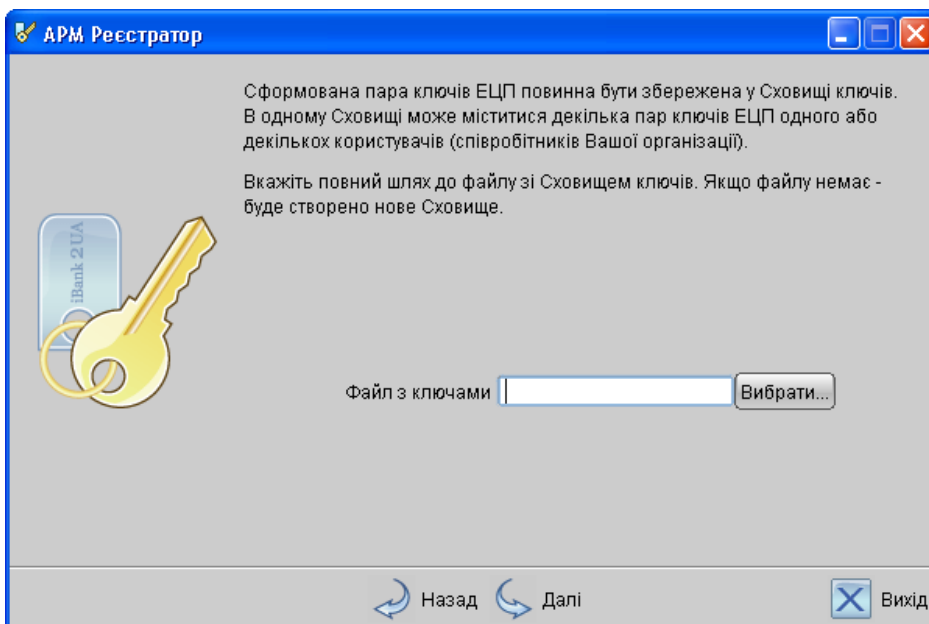 АРМ Реєстратор
Сформована пара ключів ЕЦП повинна бути збережена у Сховищі ключів.
В одному Сховищі може міститися декілька пар ключів ЕЦП одного або
декількох користувачів (співробітників Вашої організації).
Вкажіть повний шлях до файлу зі Сховищем ключів. Якщо файлу немає -
буде створено нове Сховище.
iBank 2 UA
Файл з ключами
Вибрати...
Назад
Далі
Вихід